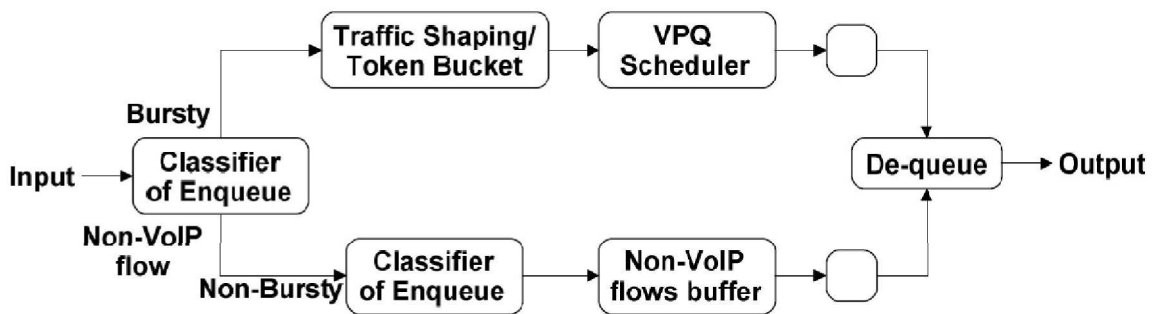 Traffic Shaping/
Token Bucket
VPQ
Scheduler
Bursty
Input
Classifier
of Enqueue
De-queue
Output
Non-VoIP
flow
Non-Bursty
Classifier
of Enqueue
Non-VoIP
flows buffer